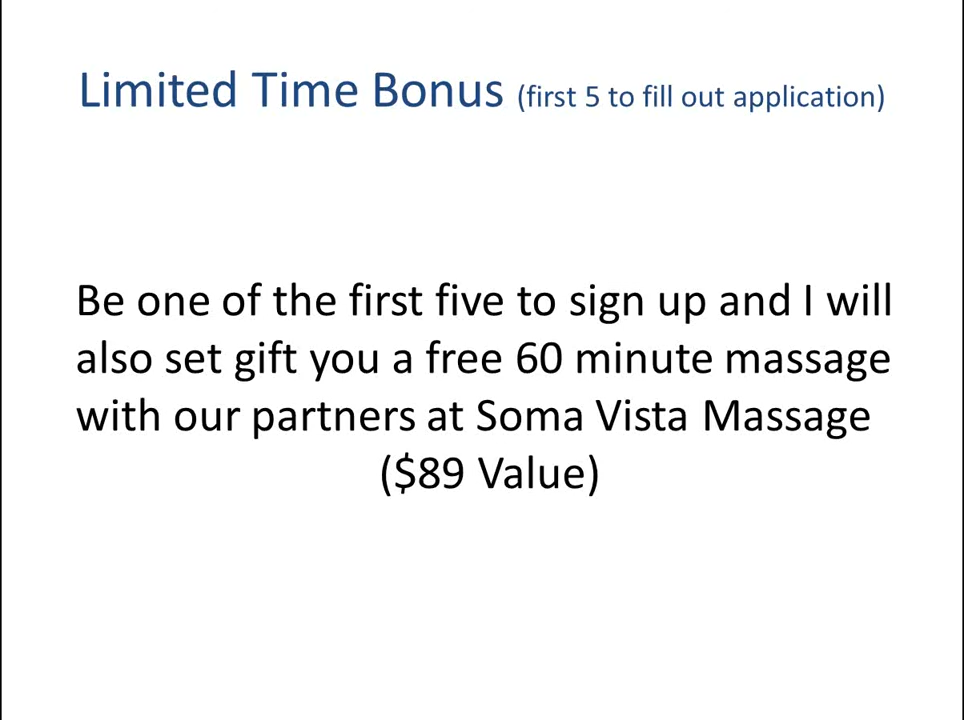 Limited Time Bonus (first 5 to fill out application)
Be one of the first five to sign up and I will
also set gift you a free 60 minute massage
with our partners at Soma Vista Massage
($89 Value)